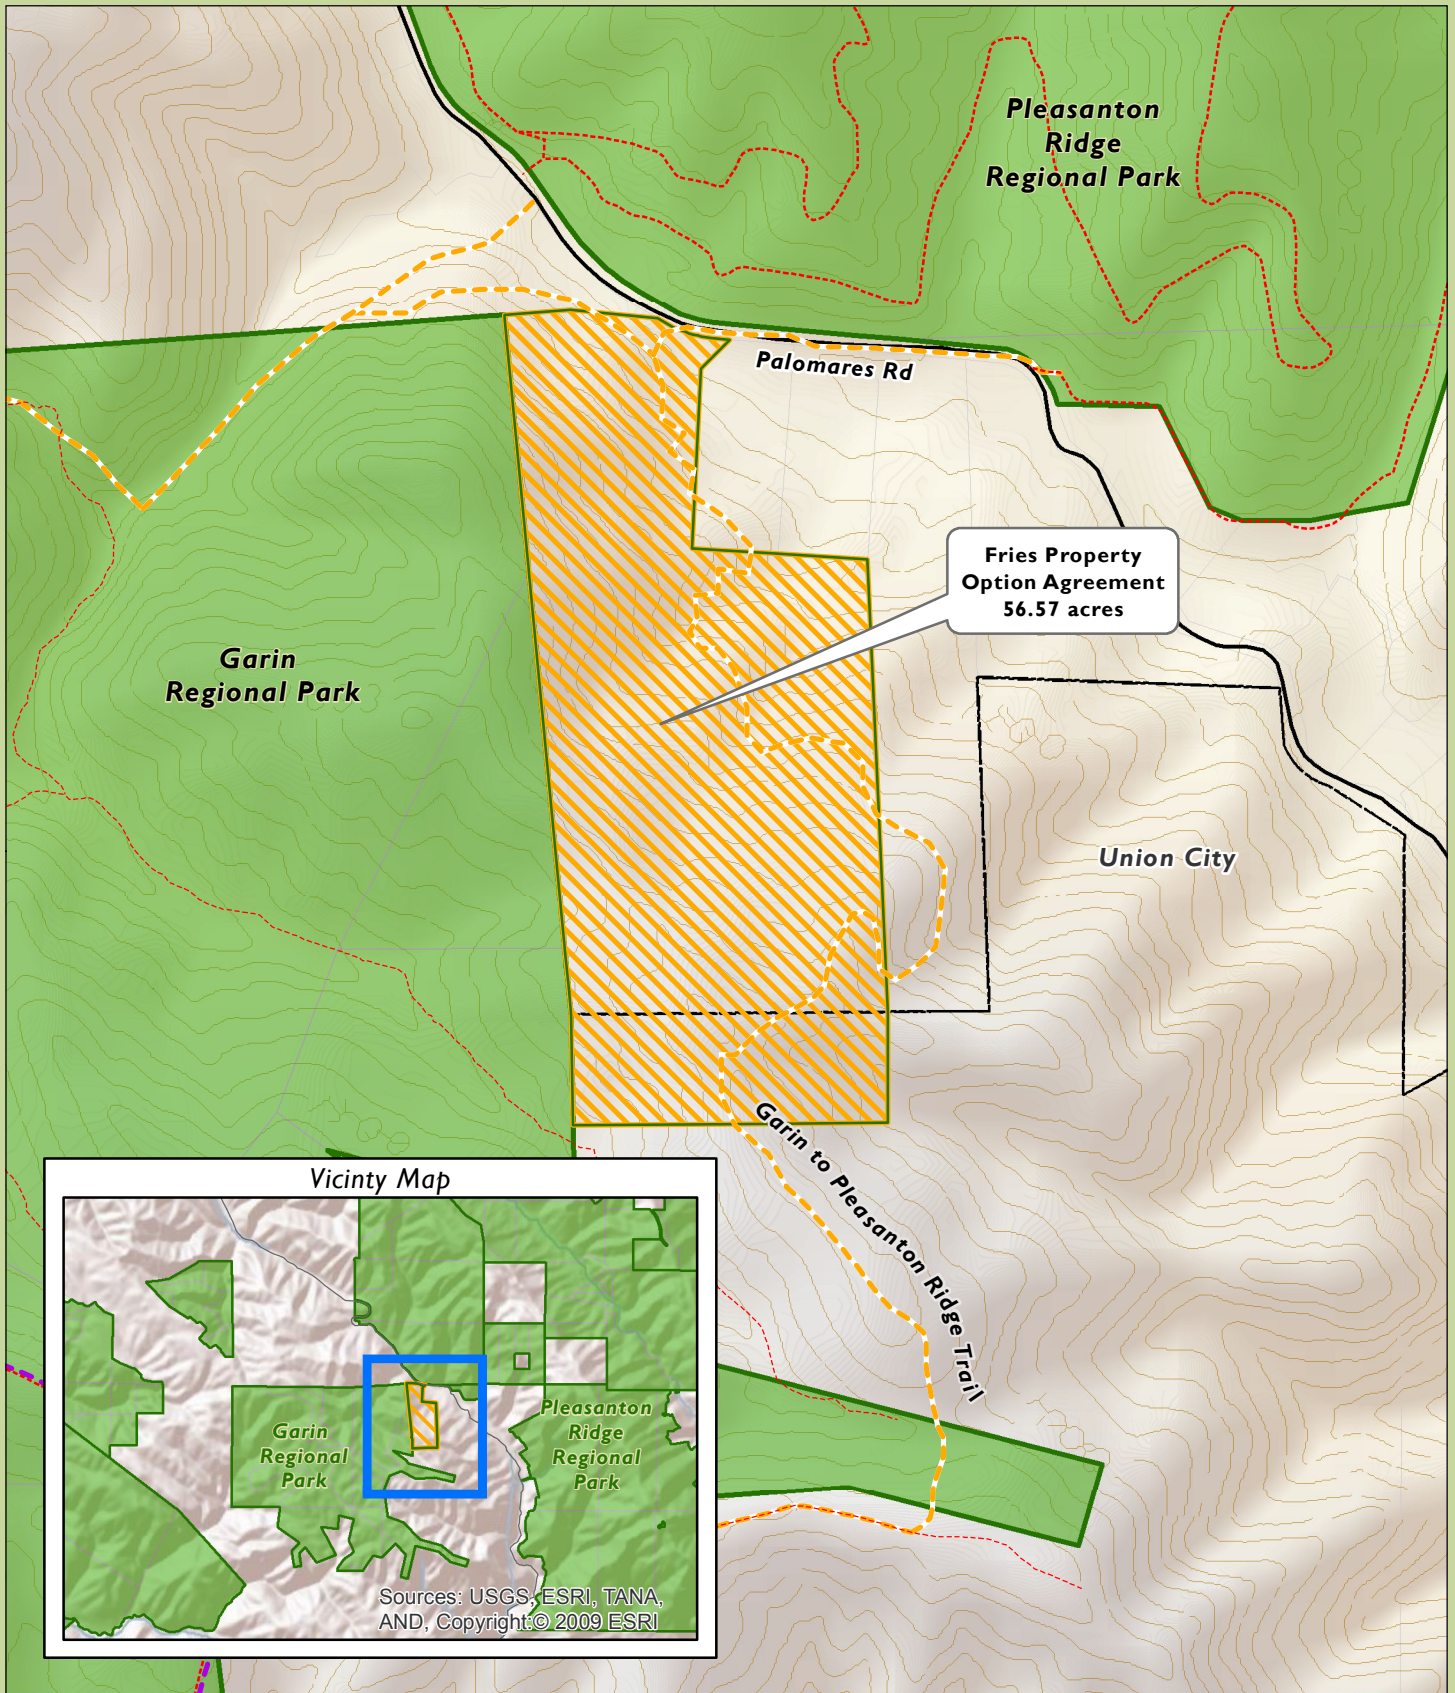 Pleasanton
Ridge
Regional Park
Palomares Rd
Fries Property
Option Agreement
56.57 acres
Garin
Regional Park
Union City
Garin to Pleasanton Ridge Trail
Vicinty Map
Garin
Regional
Park
Pleasanton
Ridge
Regional
Park
Sources: USGS, ESRI, TANA,
AND, Copyright:© 2009 ESRI